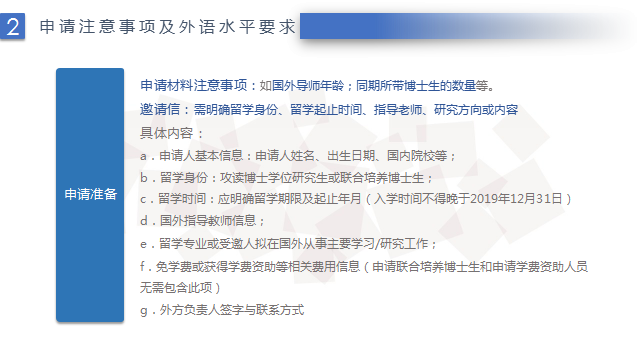 2 申请注意事项及外语水平要求
申请准备
申请材料注意事项：如国外导师年龄；同期所带博士生的数量等。
邀请信：需明确留学身份、留学起止时间、指导老师、研究方向或内容
具体内容：
a．申请人基本信息：申请人姓名、出生日期、国内院校等；
b．留学身份：攻读博士学位研究生或联合培养博士生；
c．留学时间：应明确留学期限及起止年月（入学时间不得晚于2019年12月31日）
d．国外指导教师信息；
e．留学专业或受邀人拟在国外从事主要学习/研究工作；
f．免学费或获得学费资助等相关费用信息（申请联合培养博士生和申请学费资助人员
无需包含此项）
g．外方负责人签字与联系方式